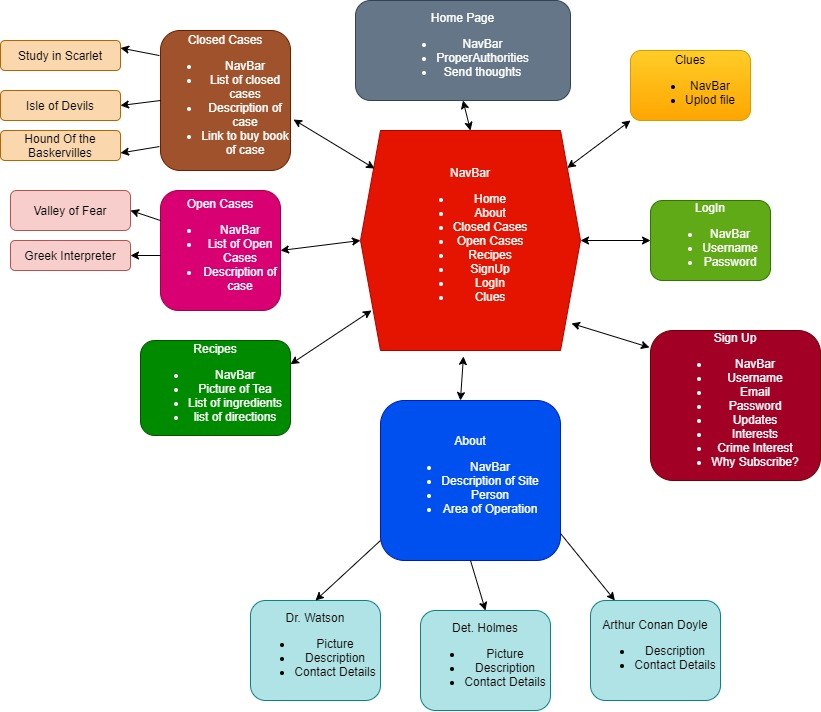 Home Page
NavBar
ProperAuthorities
Send thoughts
Closed Cases
NavBar
List of closed
cases
Description of
case
Link to buy book
of case
Study in Scarlet
Isle of Devils
Hound Of the
Baskervilles
Clues
NavBar
Uplod file
NavBar
Home
About
Closed Cases
Open Cases
Recipes
SignUp
LogIn
Clues
Open Cases
NavBar
List of Open
Cases
Description of
case
Valley of Fear
Greek Interpreter
LogIn
NavBar
Username
Password
Recipes
NavBar
Picture of Tea
List of ingredients
list of directions
Sign Up
NavBar
Username
Email
Password
Updates
Interests
Crime Interest
Why Subscribe?
About
NavBar
Description of Site
Person
Area of Operation
Dr. Watson
Picture
Description
Contact Details
Det. Holmes
Picture
Description
Contact Details
Arthur Conan Doyle
Description
Contact Details